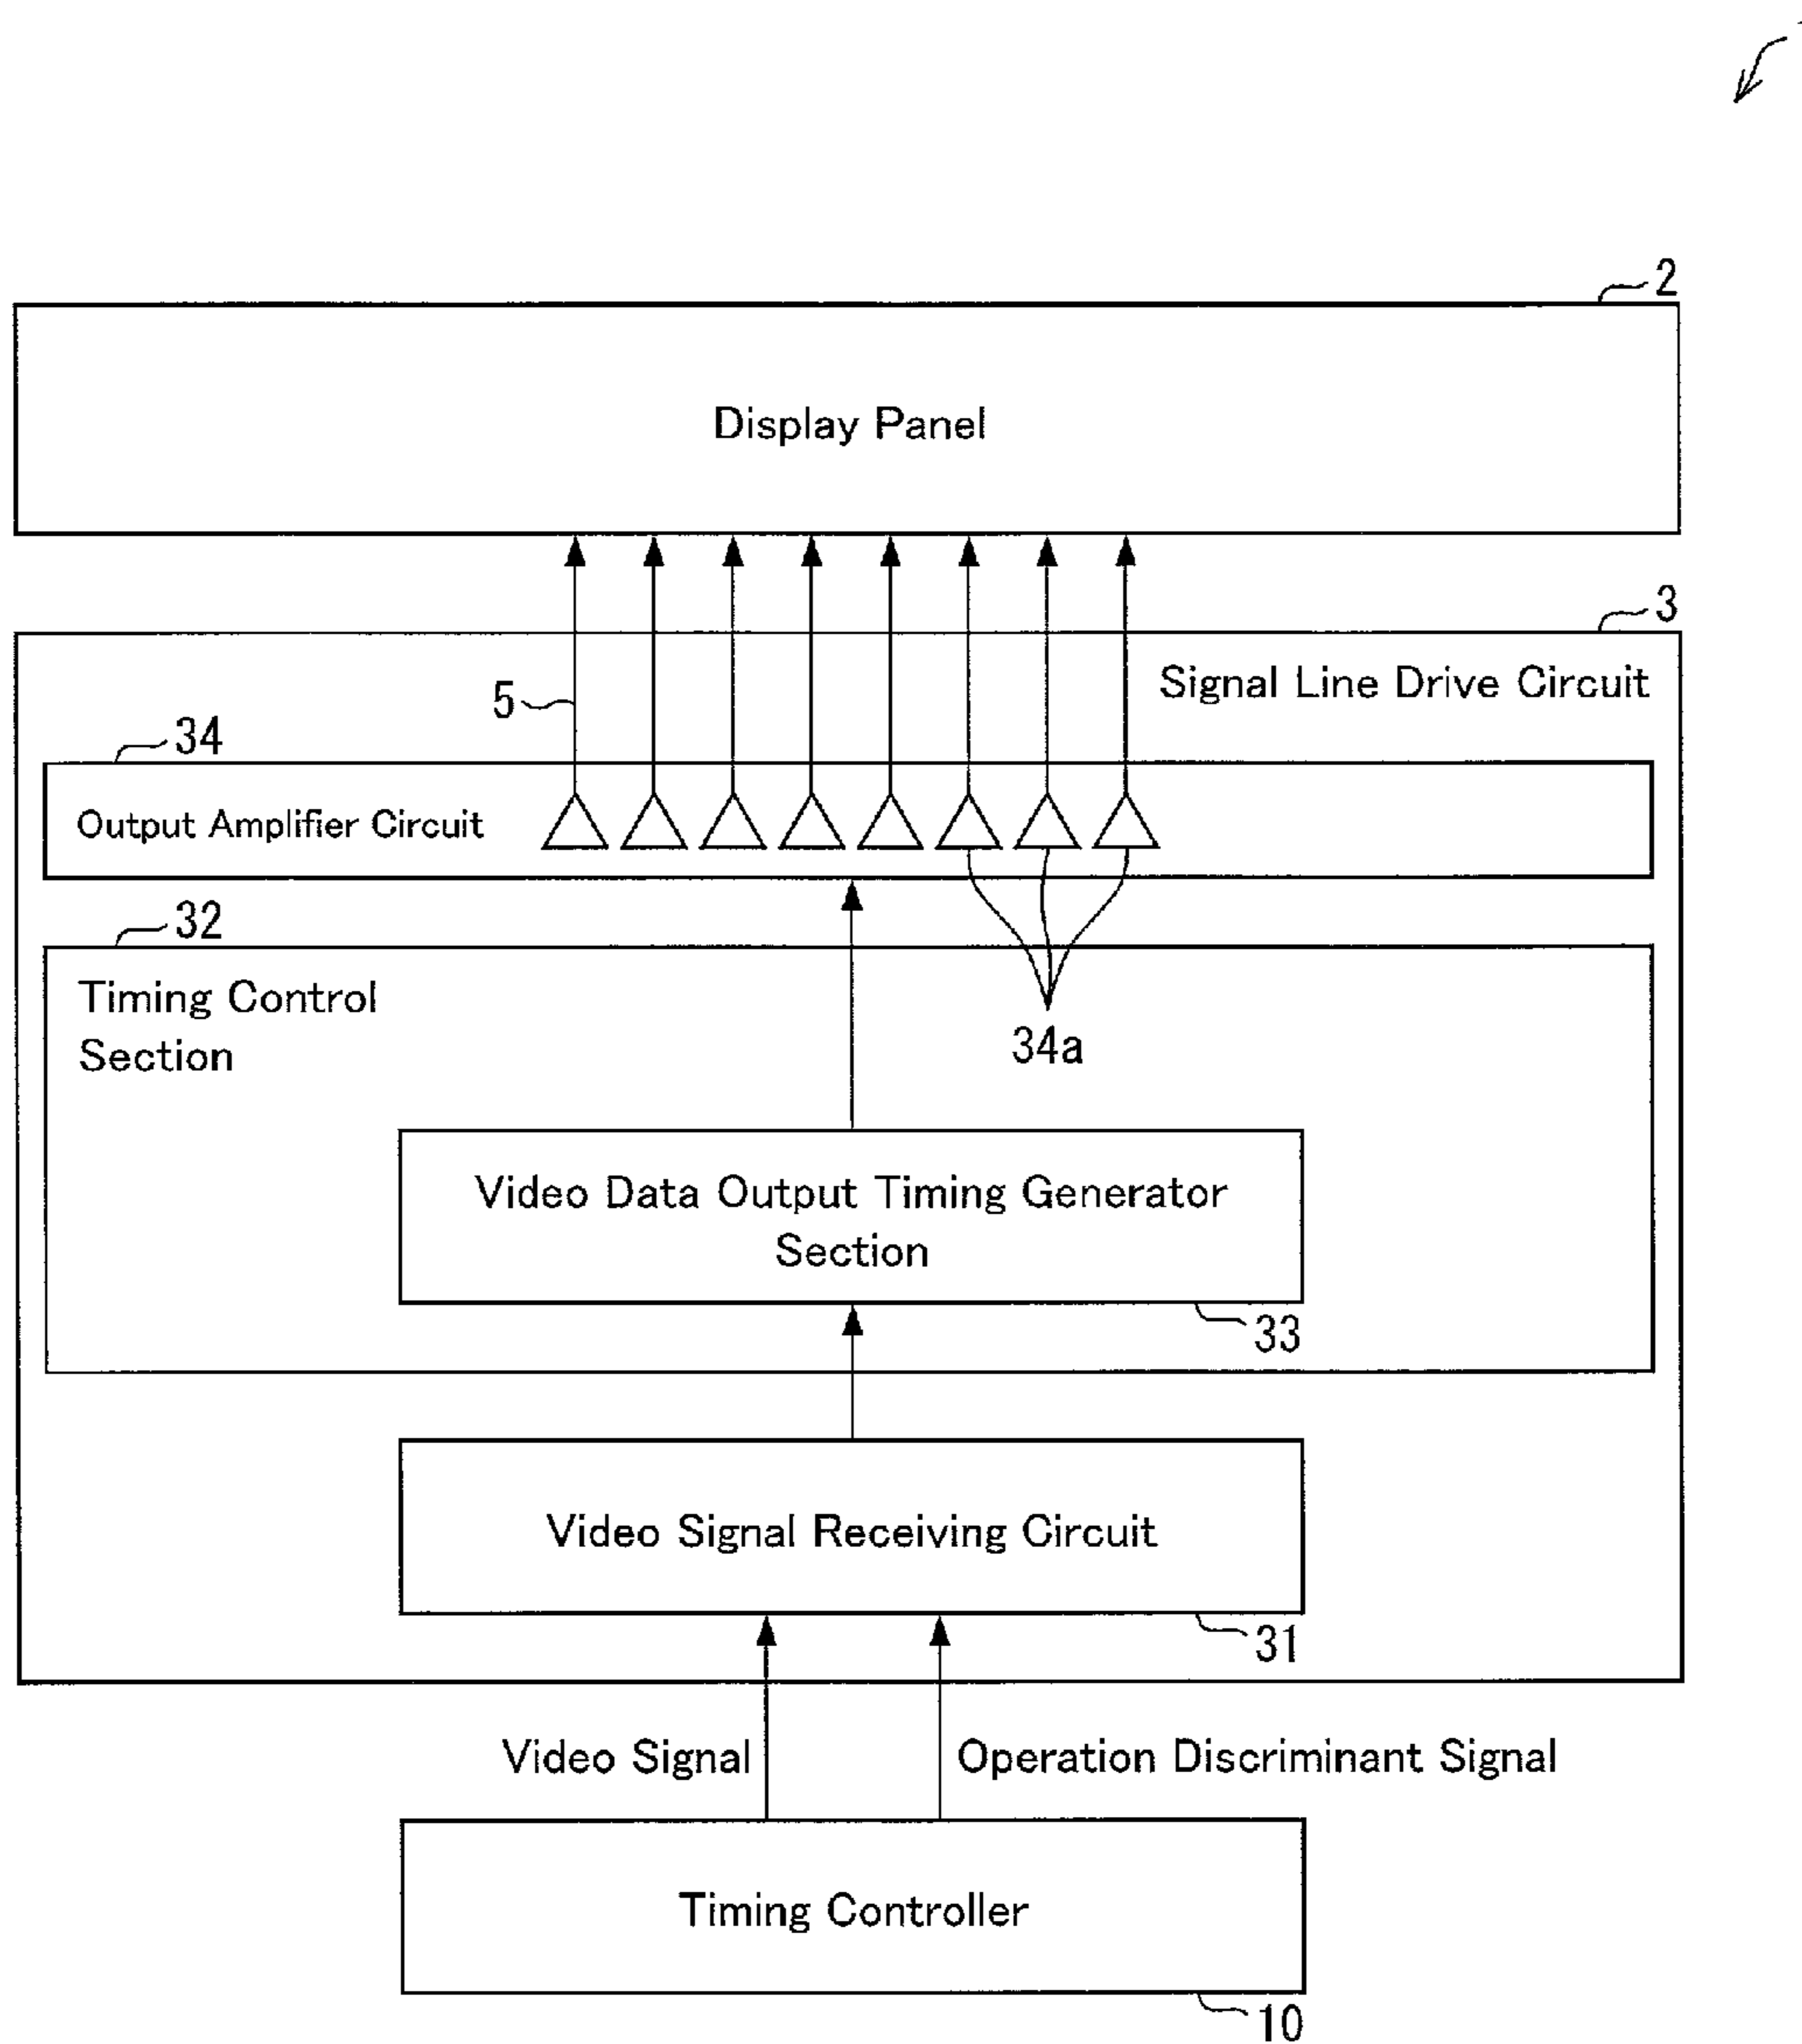 2
Display Panel
3
Signal Line Drive Circuit
5
34
Output Amplifier Circuit
32
Timing Control
Section
34a
Video Data Output Timing Generator
Section
33
Video Signal Receiving Circuit
31
Video Signal
Operation Discriminant Signal
Timing Controller
10